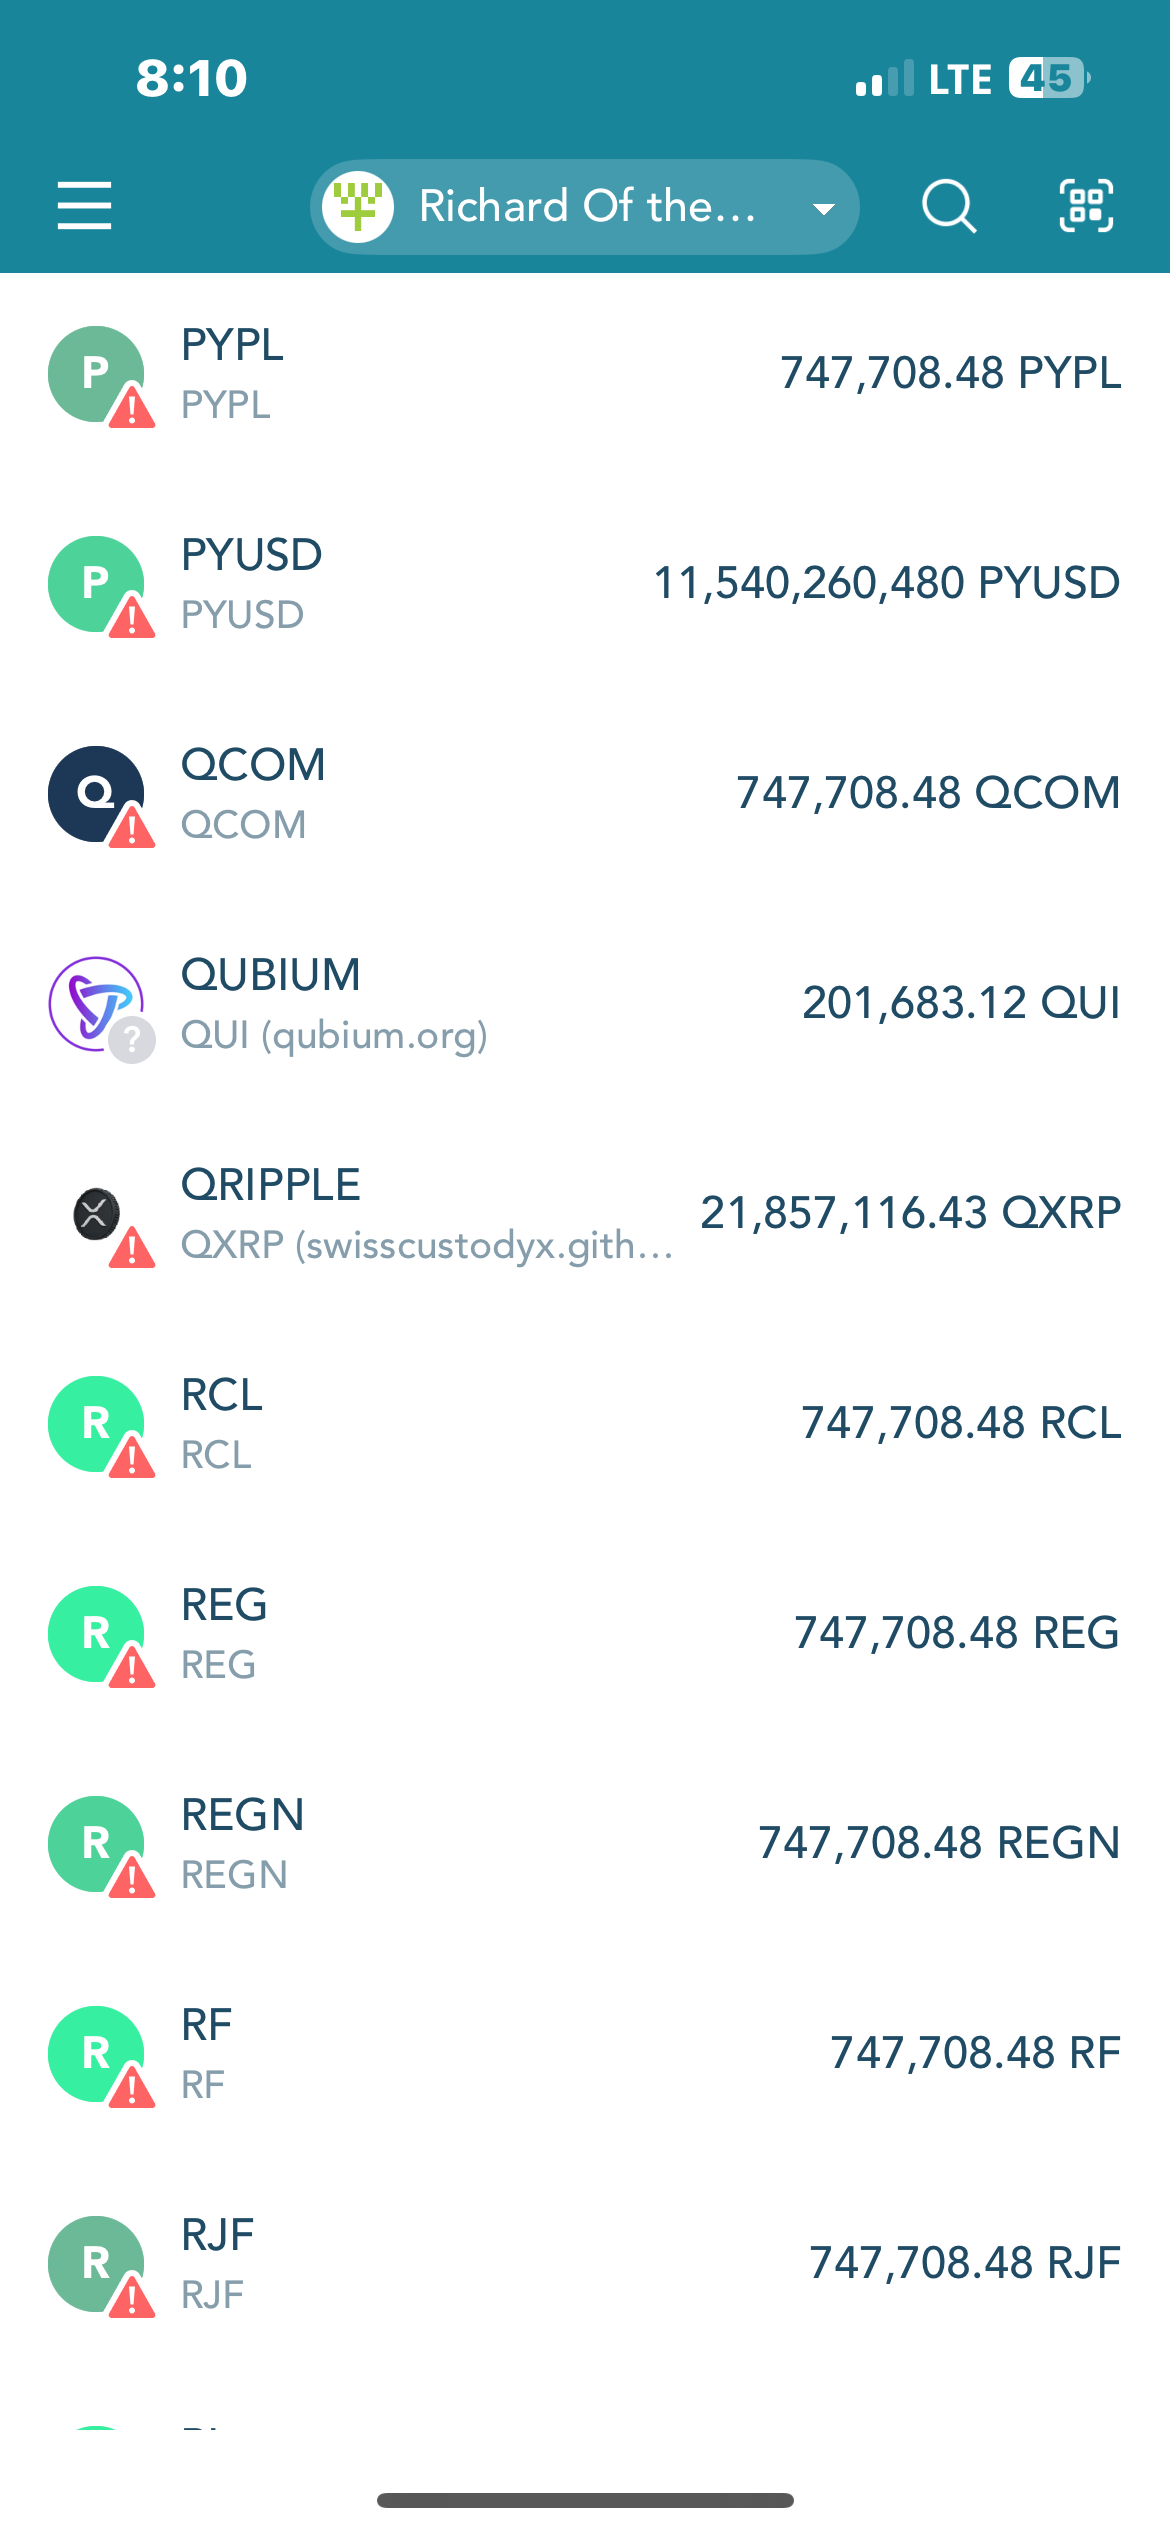 8:10
LTE 45
Richard Of the...
P
PYPL
PYPL
747,708.48 PYPL
P
PYUSD
PYUSD
11,540,260,480 PYUSD
Q
QCOM
QCOM
747,708.48 QCOM
QUBIUM
QUI (qubium.org)
201,683.12 QUI
?
QRIPPLE
QXRP (swisscustodyx.gith...
21,857,116.43 QXRP
R
RCL
RCL
747,708.48 RCL
R
REG
REG
747,708.48 REG
R
REGN
REGN
747,708.48 REGN
R
RF
RF
747,708.48 RF
R
RJF
RJF
747,708.48 RJF